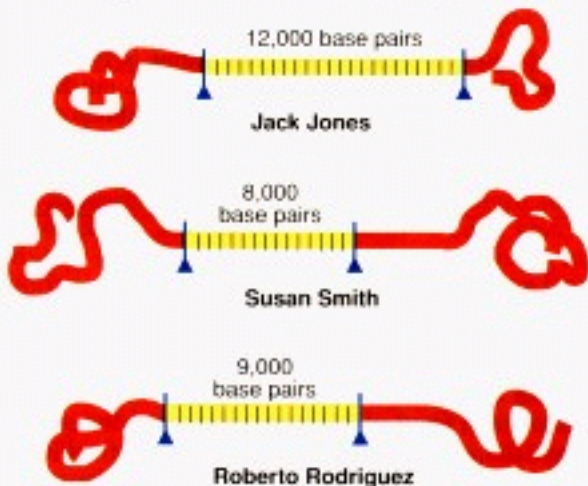 12,000 base pairs
Jack Jones
8,000
base pairs
Susan Smith
9,000
base pairs
Roberto Rodriguez